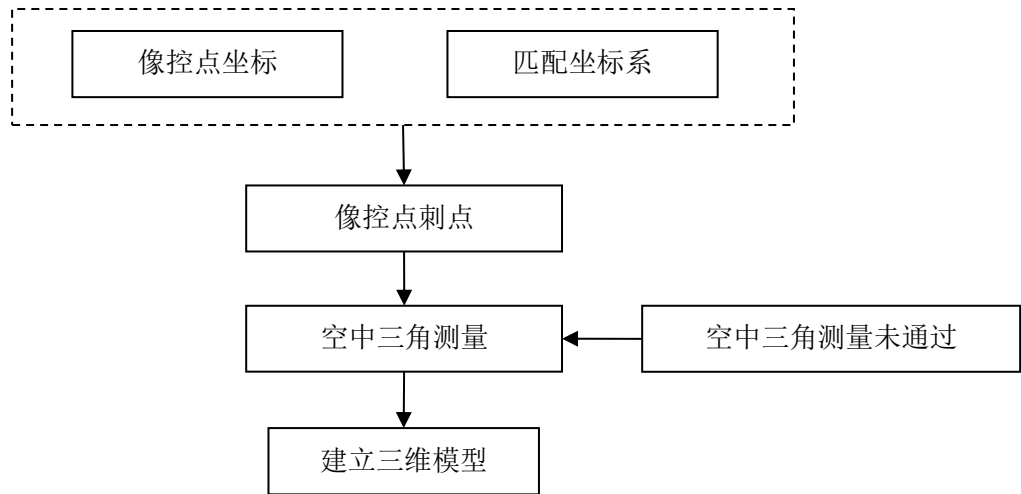 像控点坐标
匹配坐标系
像控点刺点
空中三角测量
空中三角测量未通过
建立三维模型